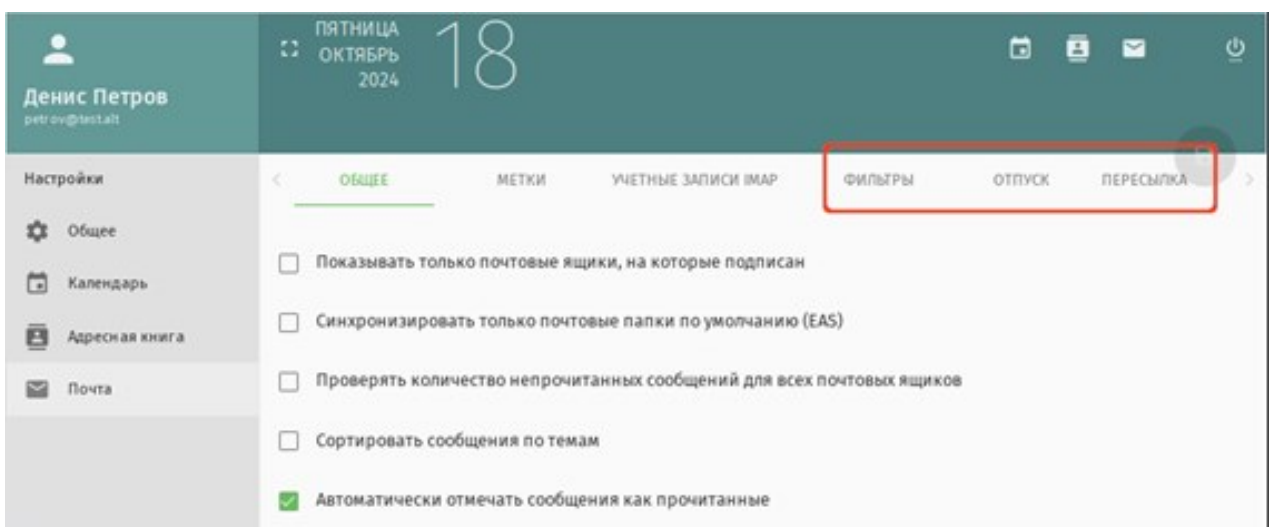 ПЯТНИЦА
ОКТЯБРЬ
2024
18
Денис Петров
petrov@test.alt
Настройки
ОБЩЕЕ
МЕТКИ
УЧЕТНЫЕ ЗАПИСИ IMAP
ФИЛЬТРЫ
ОТПУСК
ПЕРЕСЫЛКА
Общее
Календарь
Адресная книга
Почта
Показывать только почтовые ящики, на которые подписан
Синхронизировать только почтовые папки по умолчанию (EAS)
Проверять количество непрочитанных сообщений для всех почтовых ящиков
Сортировать сообщения по темам
Автоматически отмечать сообщения как прочитанные